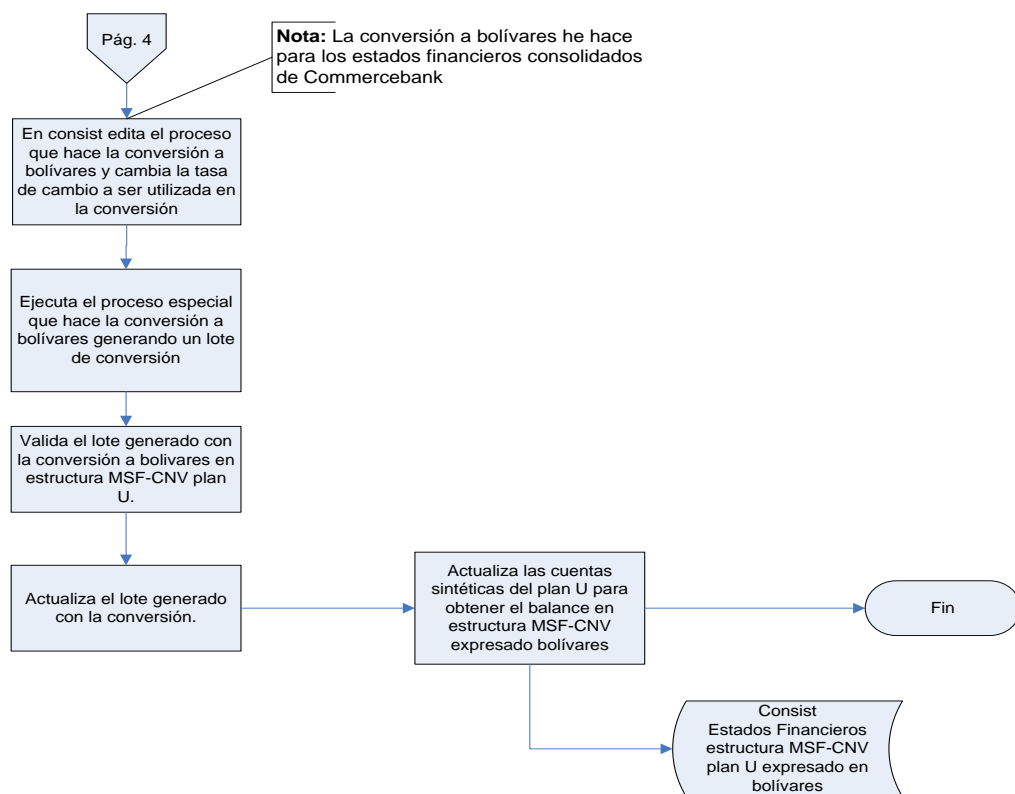 Pág. 4
Nota: La conversión a bolívares he hace
para los estados financieros consolidados
de Commercebank
En consist edita el proceso
que hace la conversión a
bolívares y cambia la tasa
de cambio a ser utilizada en
la conversión
Ejecuta el proceso especial
que hace la conversión a
bolívares generando un lote
de conversión
Valida el lote generado con
la conversión a bolivares en
estructura MSF-CNV plan
U.
Actualiza el lote generado
con la conversión.
Actualiza las cuentas
sintéticas del plan U para
obtener el balance en
estructura MSF-CNV
expresado bolívares
Fin
Consist
Estados Financieros
estructura MSF-CNV
plan U expresado en
bolívares